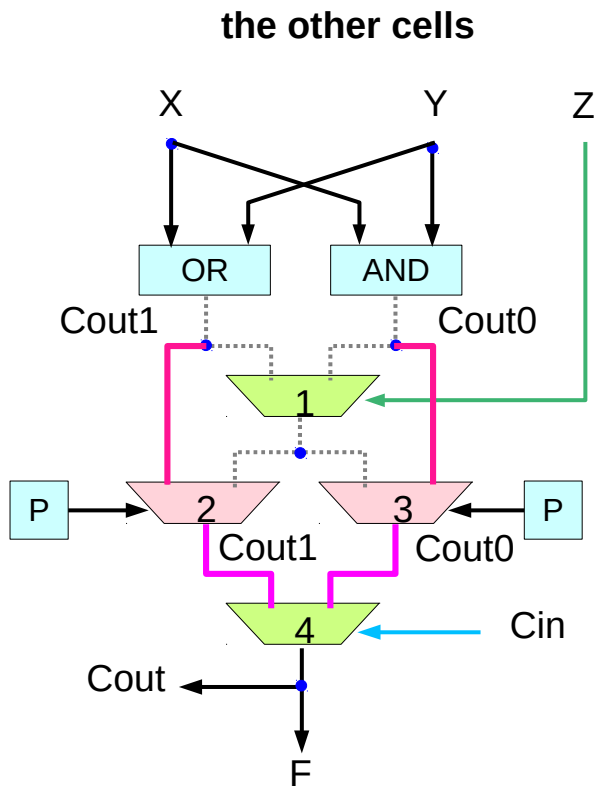 the other cells
X Y Z
OR AND
Cout1 Cout0
1
P 2 3 P
Cout1 Cout0
4 Cin
Cout
F